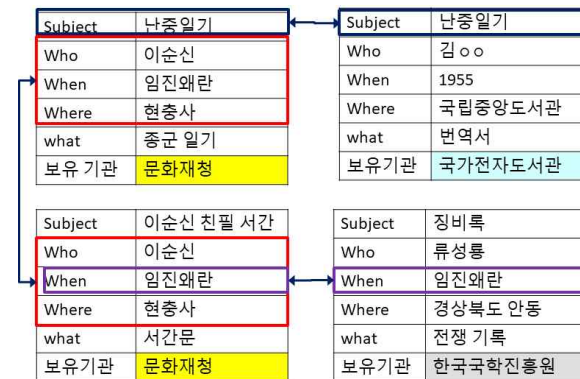 Subject 난중일기
Who 이순신
When 임진왜란
Where 현충사
what 종군 일기
보유 기관 문화재청
Subject 난중일기
Who 김ㅇㅇ
When 1955
Where 국립중앙도서관
what 번역서
보유기관 국가전자도서관
Subject 이순신 친필 서간
Who 이순신
When 임진왜란
Where 현충사
what 서간문
보유기관 문화재청
Subject 징비록
Who 류성룡
When 임진왜란
Where 경상북도 안동
what 전쟁 기록
보유기관 한국국학진흥원